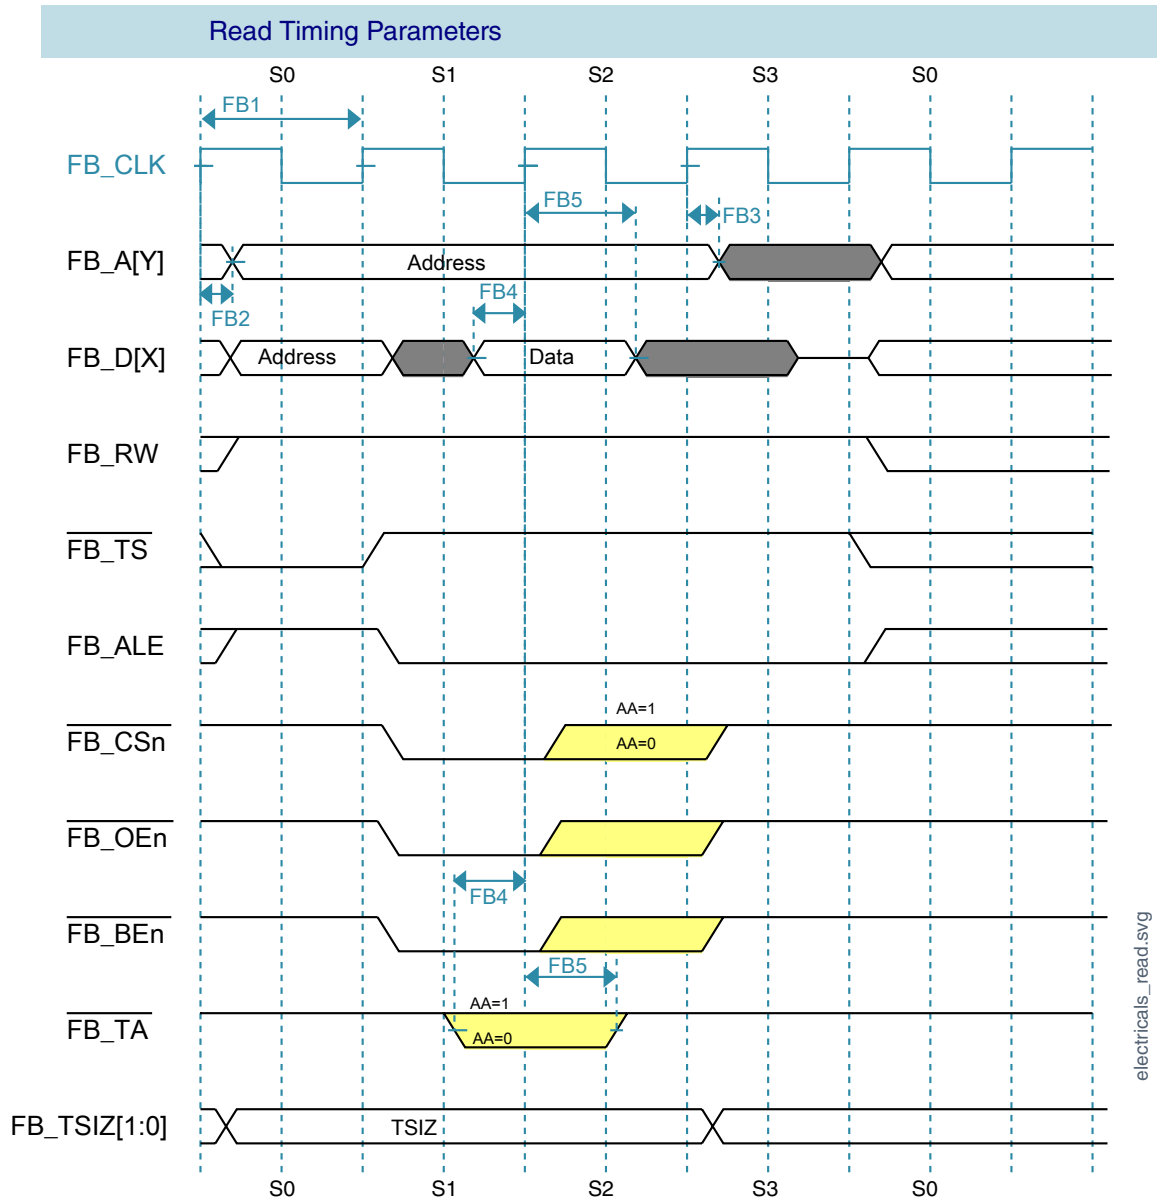 Read Timing Parameters
S0 S1 S2 S3 S0
FB1
FB_CLK
FB5
FB3
FB_A[Y]
Address
FB4
FB2
FB_D[X]
Address
Data
FB_RW
FB_TS
FB_ALE
AA=1
FB_CSn
AA=0
FB_OEn
FB4
FB_BEn
FB5
AA=1
FB_TA
AA=0
FB_TSIZ[1:0]
TSIZ
S0 S1 S2 S3 S0
electricals_read.svg